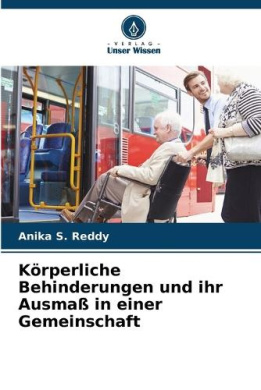 VERLAG
Unser Wissen
Anika S. Reddy
Körperliche
Behinderungen und ihr
Ausmaß in einer
Gemeinschaft